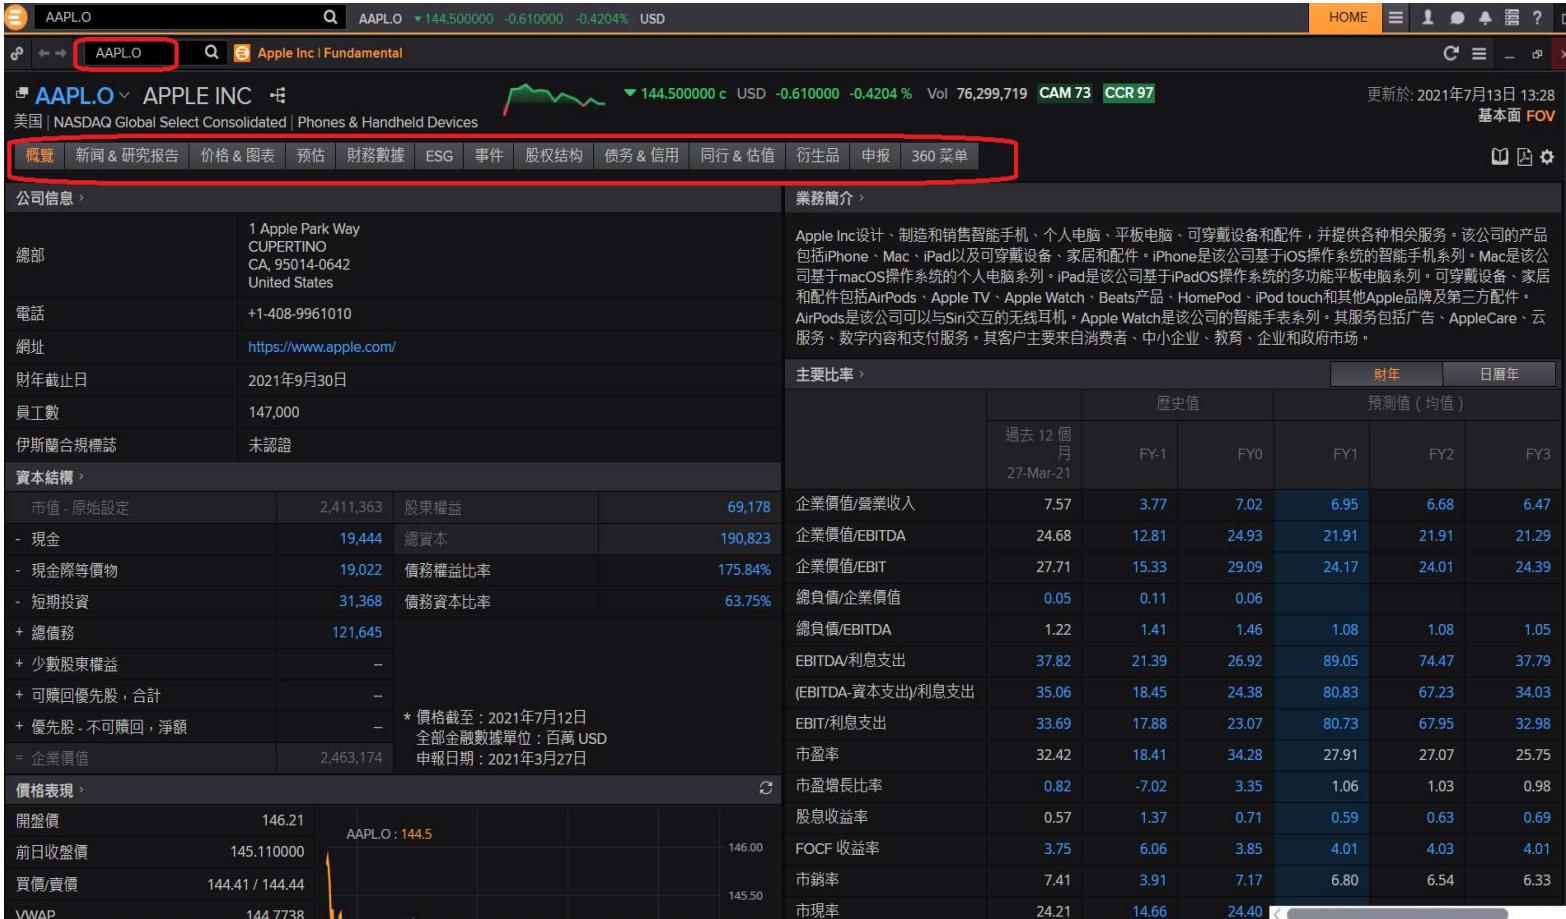 AAPL.O AAPL.O ▾144.500000 -0.610000 -0.4204% USD HOME ?
AAPL.O Apple Inc | Fundamental
AAPL.O APPLE INC ▼144.500000 c USD -0.610000 -0.4204 % Vol 76,299,719 CAM 73 CCR 97 更新於: 2021年7月13日 13:28
美国 | NASDAQ Global Select Consolidated | Phones & Handheld Devices 基本面 FOV
概覽 新闻 & 研究报告 价格 & 图表 预估 財務數據 ESG 事件 股权结构 债务 & 信用 同行 & 估值 衍生品 申报 360 菜单
公司信息 ›
總部 1 Apple Park Way
CUPERTINO
CA, 95014-0642
United States
電話 +1-408-9961010
網址 https://www.apple.com/
財年截止日 2021年9月30日
員工數 147,000
伊斯蘭合規標誌 未認證
資本結構 ›
市值 - 原始設定 2,411,363 股東權益 69,178
- 現金 19,444 總資本 190,823
- 現金際等價物 19,022 債務權益比率 175.84%
- 短期投資 31,368 債務資本比率 63.75%
+ 總債務 121,645
+ 少數股東權益 --
+ 可贖回優先股，合計 --
+ 優先股 - 不可贖回，淨額 --
= 企業價值 2,463,174
* 價格截至：2021年7月12日
全部金融數據單位：百萬 USD
申報日期：2021年3月27日
價格表現 ›
開盤價 146.21
前日收盤價 145.110000
買價/賣價 144.41 / 144.44
VWAP 144.7738
AAPL.O : 144.5
146.00
145.50
業務簡介 ›
Apple Inc设计、制造和销售智能手机、个人电脑、平板电脑、可穿戴设备和配件，并提供各种相关服务。该公司的产品
包括iPhone、Mac、iPad以及可穿戴设备、家居和配件。iPhone是该公司基于iOS操作系统的智能手机系列。Mac是该公
司基于macOS操作系统的个人电脑系列。iPad是该公司基于iPadOS操作系统的多功能平板电脑系列。可穿戴设备、家居
和配件包括AirPods、Apple TV、Apple Watch、Beats产品、HomePod、iPod touch和其他Apple品牌及第三方配件。
AirPods是该公司可以与Siri交互的无线耳机。Apple Watch是该公司的智能手表系列。其服务包括广告、AppleCare、云
服务、数字内容和支付服务。其客户主要来自消费者、中小企业、教育、企业和政府市场。
主要比率 › 財年 日曆年
歷史值 預測值（均值）
過去 12 個
月
27-Mar-21 FY-1 FY0 FY1 FY2 FY3
企業價值/營業收入 7.57 3.77 7.02 6.95 6.68 6.47
企業價值/EBITDA 24.68 12.81 24.93 21.91 21.91 21.29
企業價值/EBIT 27.71 15.33 29.09 24.17 24.01 24.39
總負債/企業價值 0.05 0.11 0.06
總負債/EBITDA 1.22 1.41 1.46 1.08 1.08 1.05
EBITDA/利息支出 37.82 21.39 26.92 89.05 74.47 37.79
(EBITDA-資本支出)/利息支出 35.06 18.45 24.38 80.83 67.23 34.03
EBIT/利息支出 33.69 17.88 23.07 80.73 67.95 32.98
市盈率 32.42 18.41 34.28 27.91 27.07 25.75
市盈增長比率 0.82 -7.02 3.35 1.06 1.03 0.98
股息收益率 0.57 1.37 0.71 0.59 0.63 0.69
FOCF 收益率 3.75 6.06 3.85 4.01 4.03 4.01
市銷率 7.41 3.91 7.17 6.80 6.54 6.33
市現率 24.21 14.66 24.40